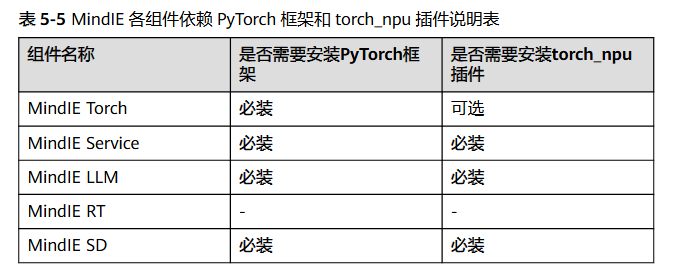 表 5-5 MindIE 各组件依赖 PyTorch 框架和 torch_npu 插件说明表
组件名称 是否需要安装PyTorch框架 是否需要安装torch_npu插件
MindIE Torch 必装 可选
MindIE Service 必装 必装
MindIE LLM 必装 必装
MindIE RT - -
MindIE SD 必装 必装